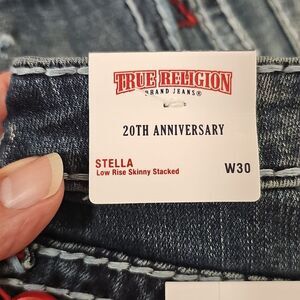 TRUE RELIGION
BRAND JEANS®
20TH ANNIVERSARY
STELLA
Low Rise Skinny Stacked
W30